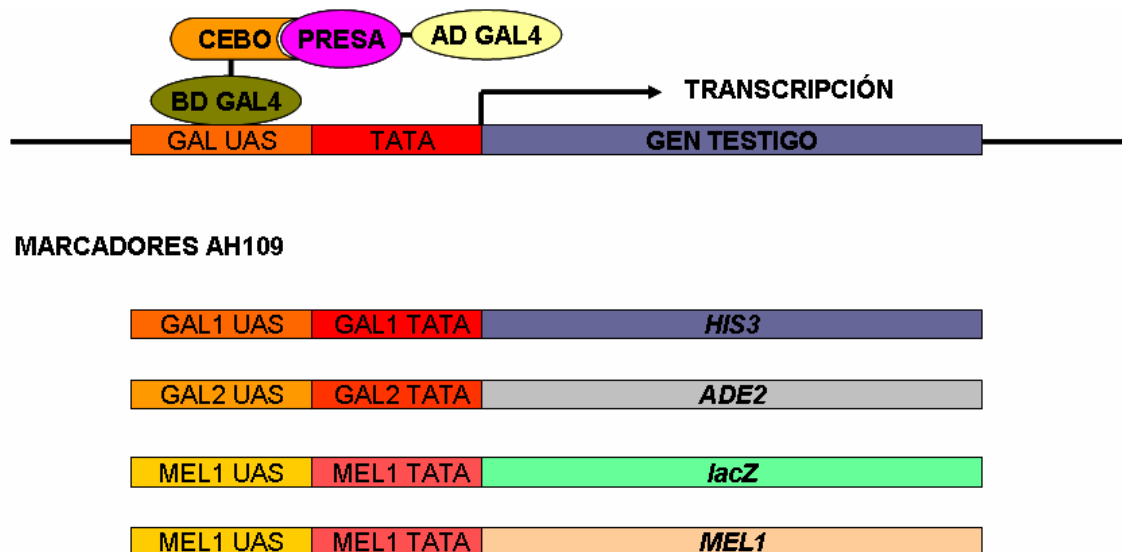 CEBO PRESA AD GAL4
BD GAL4
TRANSCRIPCIÓN
GAL UAS TATA GEN TESTIGO
MARCADORES AH109
GAL1 UAS GAL1 TATA HIS3
GAL2 UAS GAL2 TATA ADE2
MEL1 UAS MEL1 TATA lacZ
MEL1 UAS MEL1 TATA MEL1